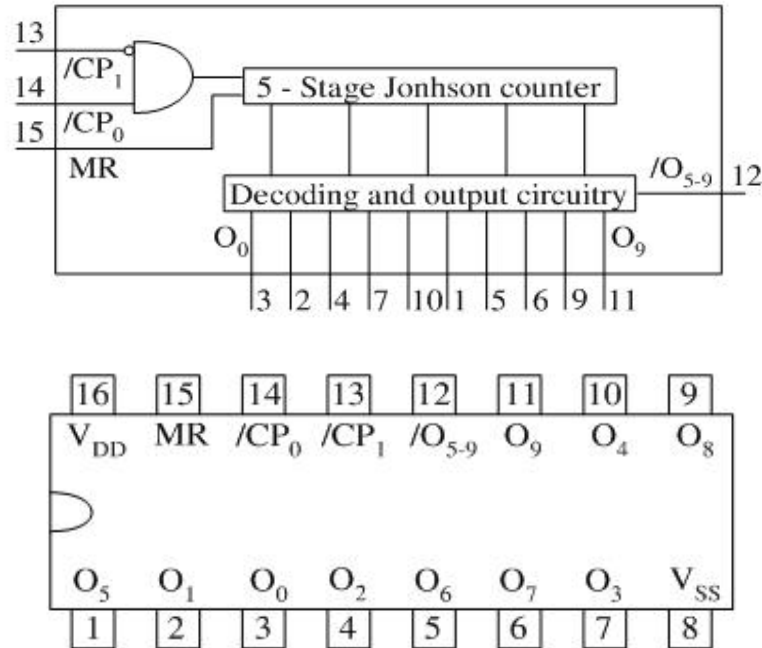 13
/CP1
14
5 - Stage Jonhson counter
/CP0
15
MR
/O5-9
12
Decoding and output circuitry
O0
O9
3 2 4 7 10 1 5 6 9 11
16 15 14 13 12 11 10 9
VDD MR /CP0 /CP1 /O5-9 O9 O4 O8
O5 O1 O0 O2 O6 O7 O3 VSS
1 2 3 4 5 6 7 8